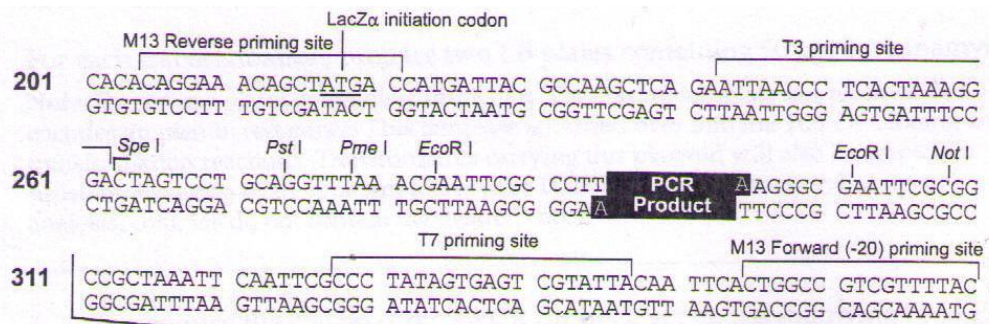 LacZα initiation codon
M13 Reverse priming site T3 priming site
201 CACACAGGAA ACAGCTATGA CCATGATTAC GCCAAGCTCA GAATTAACCC TCACTAAAGG
GTGTGTCCTT TGTCGATACT GGTACTAATG CGGTTCGAGT CTTAATTGGG AGTGATTTCC
Spe I Pst I Pme I EcoR I EcoR I Not I
261 GACTAGTCCT GCAGGTTTAA ACGAATTCGC CCTT PCR A AAGGGC GAATTCGCGG
CTGATCAGGA CGTCCAAATT TGCTTAAGCG GGA A Product TTCCCG CTTAAGCGCC
T7 priming site M13 Forward (-20) priming site
311 CCGCTAAATT CAATTCGCCC TATAGTGAGT CGTATTACAA TTCACTGGCC GTCGTTTTAC
GGCGATTTAA GTTAAGCGGG ATATCACTCA GCATAATGTT AAGTGACCGG CAGCAAAATG